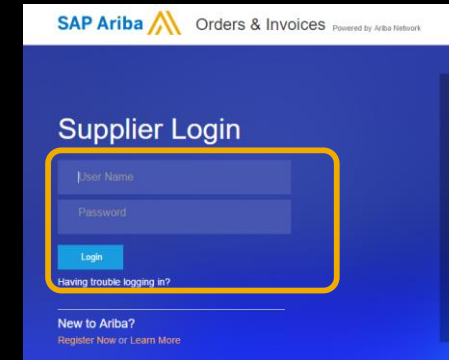 SAP Ariba Orders & Invoices Powered by Ariba Network
Supplier Login
User Name
Password
Login
Having trouble logging in?
New to Ariba?
Register Now or Learn More